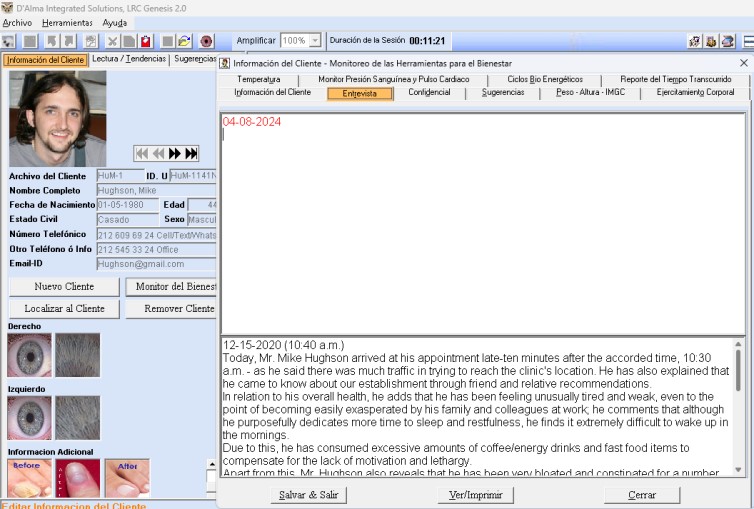 D'Alma Integrated Solutions, LRC Genesis 2.0
Archivo Herramientas Ayuda
Amplificar 100% Duración de la Sesión 00:11:21
Información del Cliente Lectura / Tendencias Sugerencias
Archivo del Cliente HuM-1 ID. U HuM-1141N
Nombre Completo Hughson, Mike
Fecha de Nacimiento 01-05-1980 Edad 44
Estado Civil Casado Sexo Mascul
Número Telefónico 212 609 69 24 Cell/Text/Whats
Otro Teléfono ó Info 212 545 33 24 Office
Email-ID Hughson@gmail.com
Nuevo Cliente Monitor del Bienest
Localizar al Cliente Remover Cliente
Derecho
Izquierdo
Informacion Adicional
Before After After
Editar Informacion del Cliente
Información del Cliente - Monitoreo de las Herramientas para el Bienestar
Temperatura Monitor Presión Sanguínea y Pulso Cardiaco Ciclos Bio Energéticos Reporte del Tiempo Transcurrido
Información del Cliente Entrevista Confidencial Sugerencias Peso - Altura - IMGC Ejercitamiento Corporal
04-08-2024
12-15-2020 (10:40 a.m.)
Today, Mr. Mike Hughson arrived at his appointment late-ten minutes after the accorded time, 10:30
a.m. - as he said there was much traffic in trying to reach the clinic's location. He has also explained that
he came to know about our establishment through friend and relative recommendations.
In relation to his overall health, he adds that he has been feeling unusually tired and weak, even to the
point of becoming easily exasperated by his family and colleagues at work; he comments that although
he purposefully dedicates more time to sleep and restfulness, he finds it extremely difficult to wake up in
the mornings.
Due to this, he has consumed excessive amounts of coffee/energy drinks and fast food items to
compensate for the lack of motivation and lethargy.
Apart from this, Mr. Hughson also reveals that he has been very bloated and constipated for a number
Salvar & Salir Ver/Imprimir Cerrar